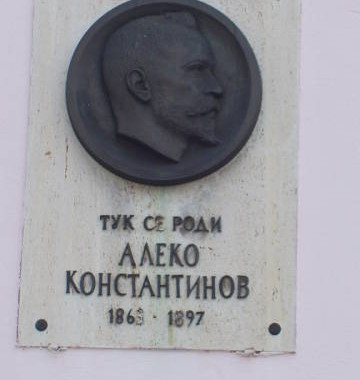 ТУК СЕ РОДИ
АЛЕКО
КОНСТАНТИНОВ
1863 · 1897